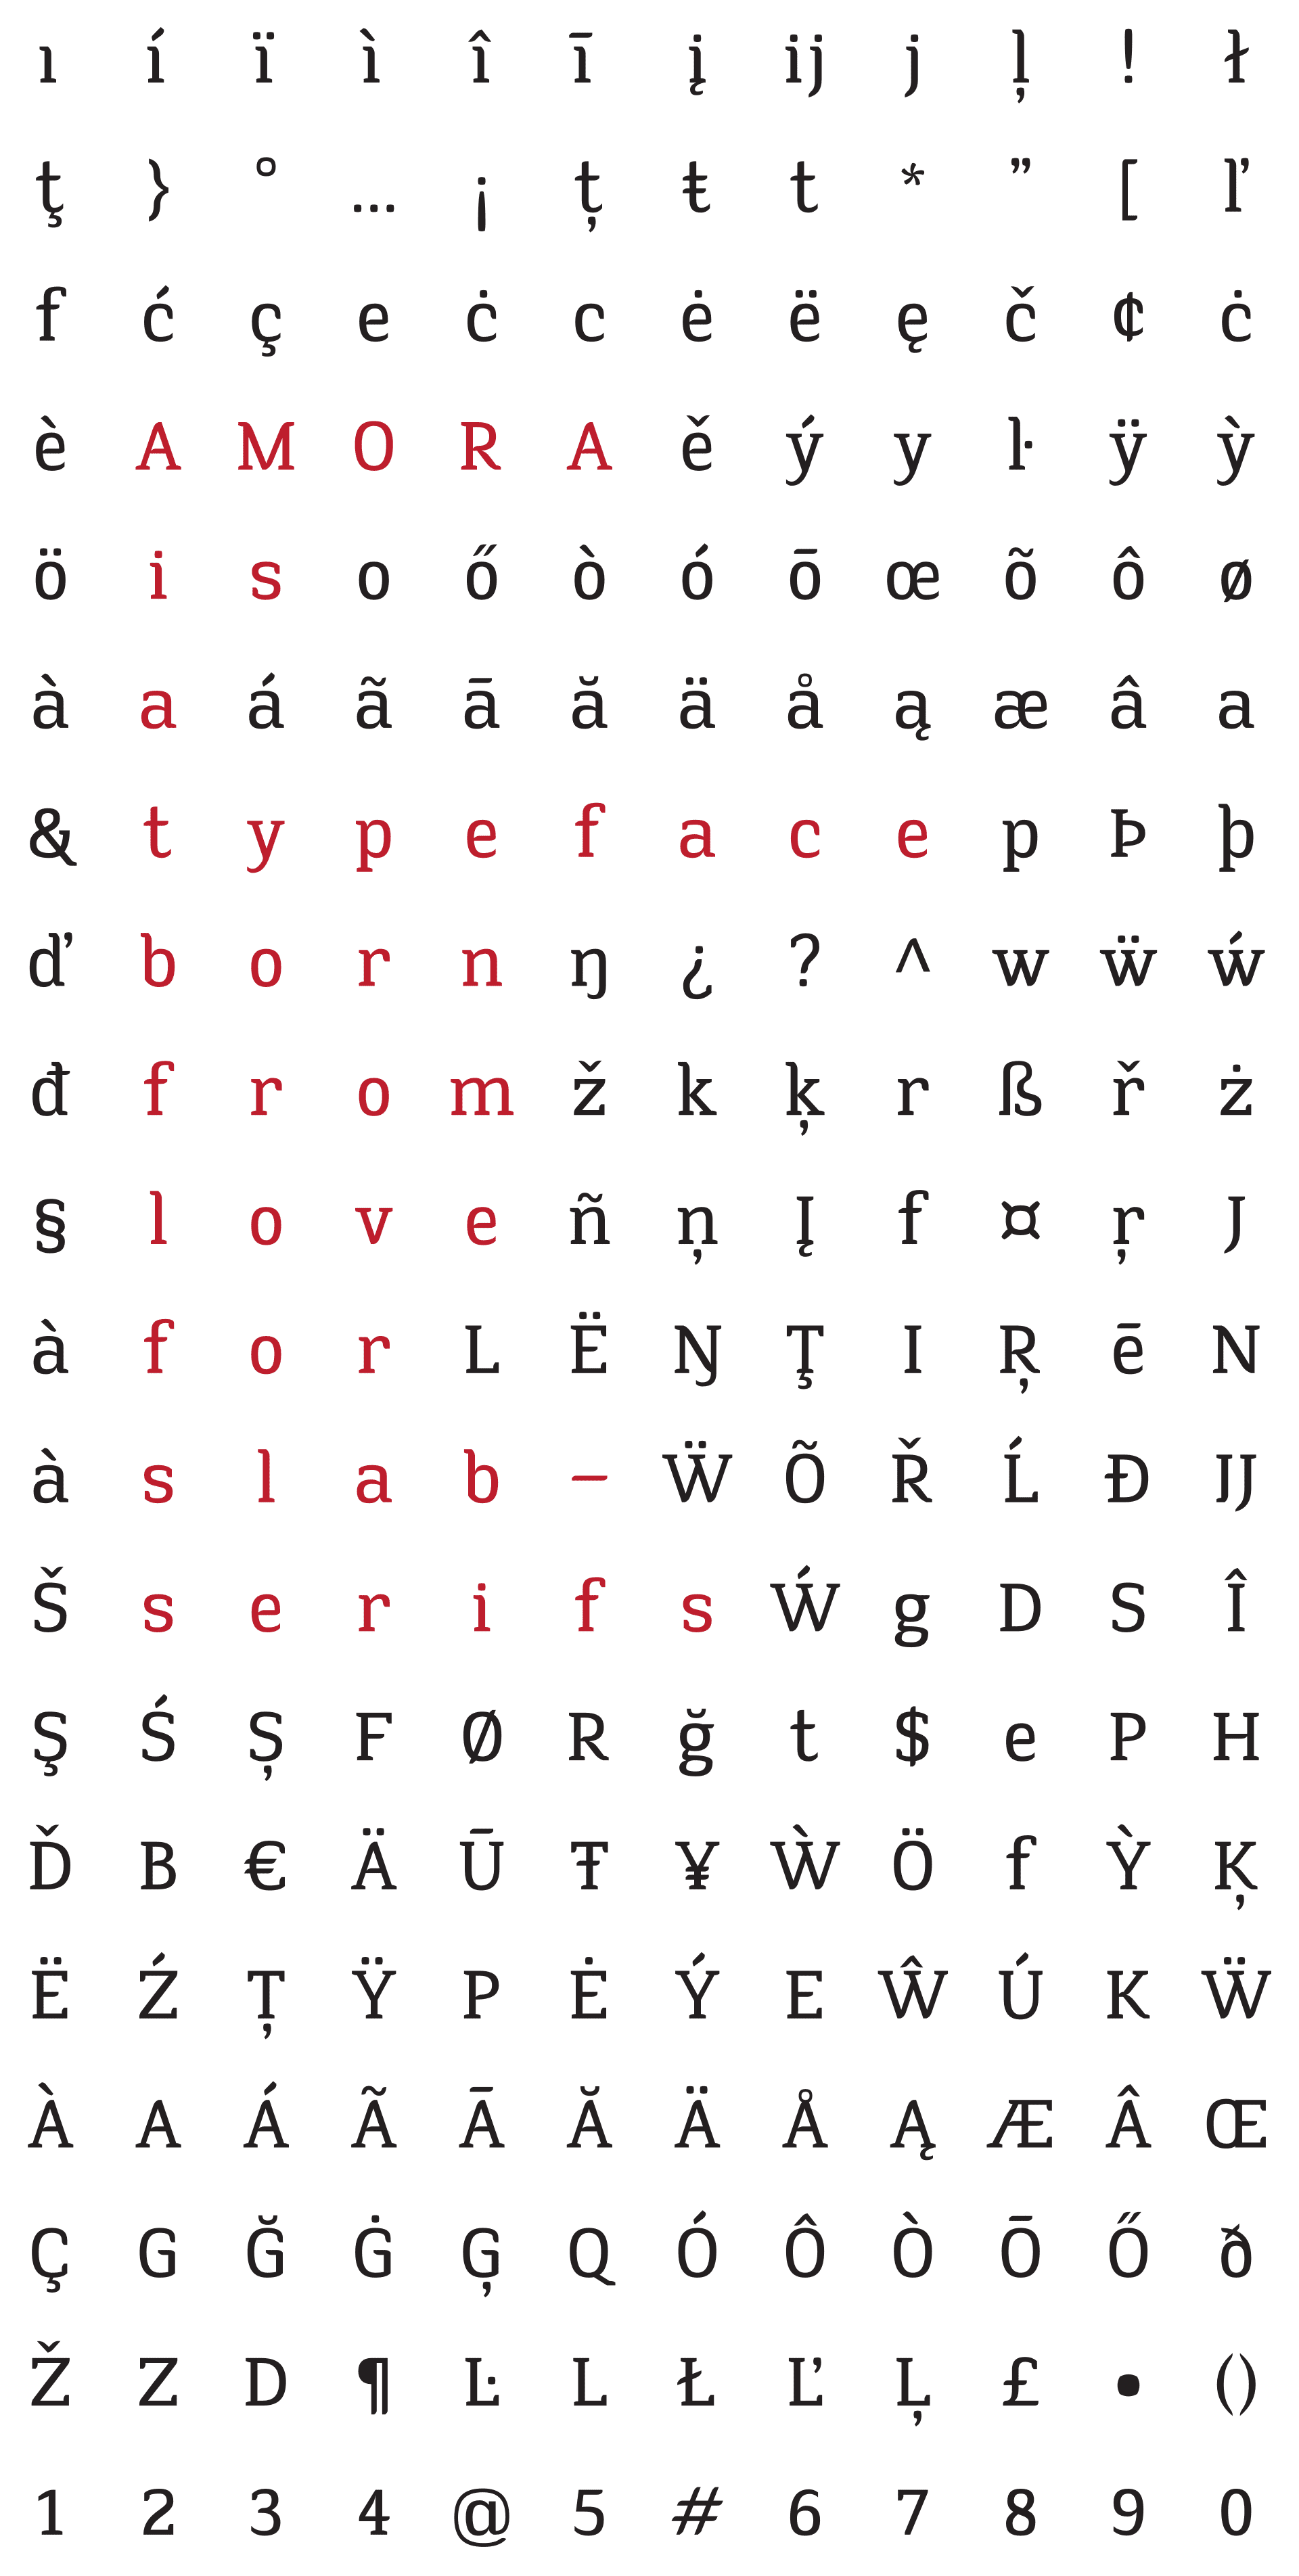 ı í ï ì î ī į ij j ļ ! ł
ţ } ° … ¡ ț ŧ t * ” [ ľ
f ć ç e ċ c ė ë ę č ¢ ċ
è A M O R A ě ý y ŀ ÿ ỳ
ö i s o ő ò ó ō œ õ ô ø
à a á ã ā ă ä å ą æ â a
& t y p e f a c e p Þ þ
ď b o r n ŋ ¿ ? ^ w ẅ ẃ
đ f r o m ž k ķ r ß ř ż
§ l o v e ñ ņ Į f ¤ ŗ J
à f o r L Ë Ŋ Ţ I Ŗ ē N
à s l a b – Ẅ Õ Ř Ĺ Đ IJ
Š s e r i f s Ẃ g D S Î
Ş Ś Ș F Ø R ğ t $ e P H
Ď B € Ä Ū Ŧ ¥ Ẁ Ö f Ỳ Ķ
Ë Ź Ț Ÿ P Ė Ý E Ŵ Ú K Ẅ
À A Á Ã Ā Ă Ä Å Ą Æ Â Œ
Ç G Ğ Ġ Ģ Q Ó Ô Ò Ō Ő ð
Ž Z D ¶ Ŀ L Ł Ľ Ļ £ • ()
1 2 3 4 @ 5 # 6 7 8 9 0